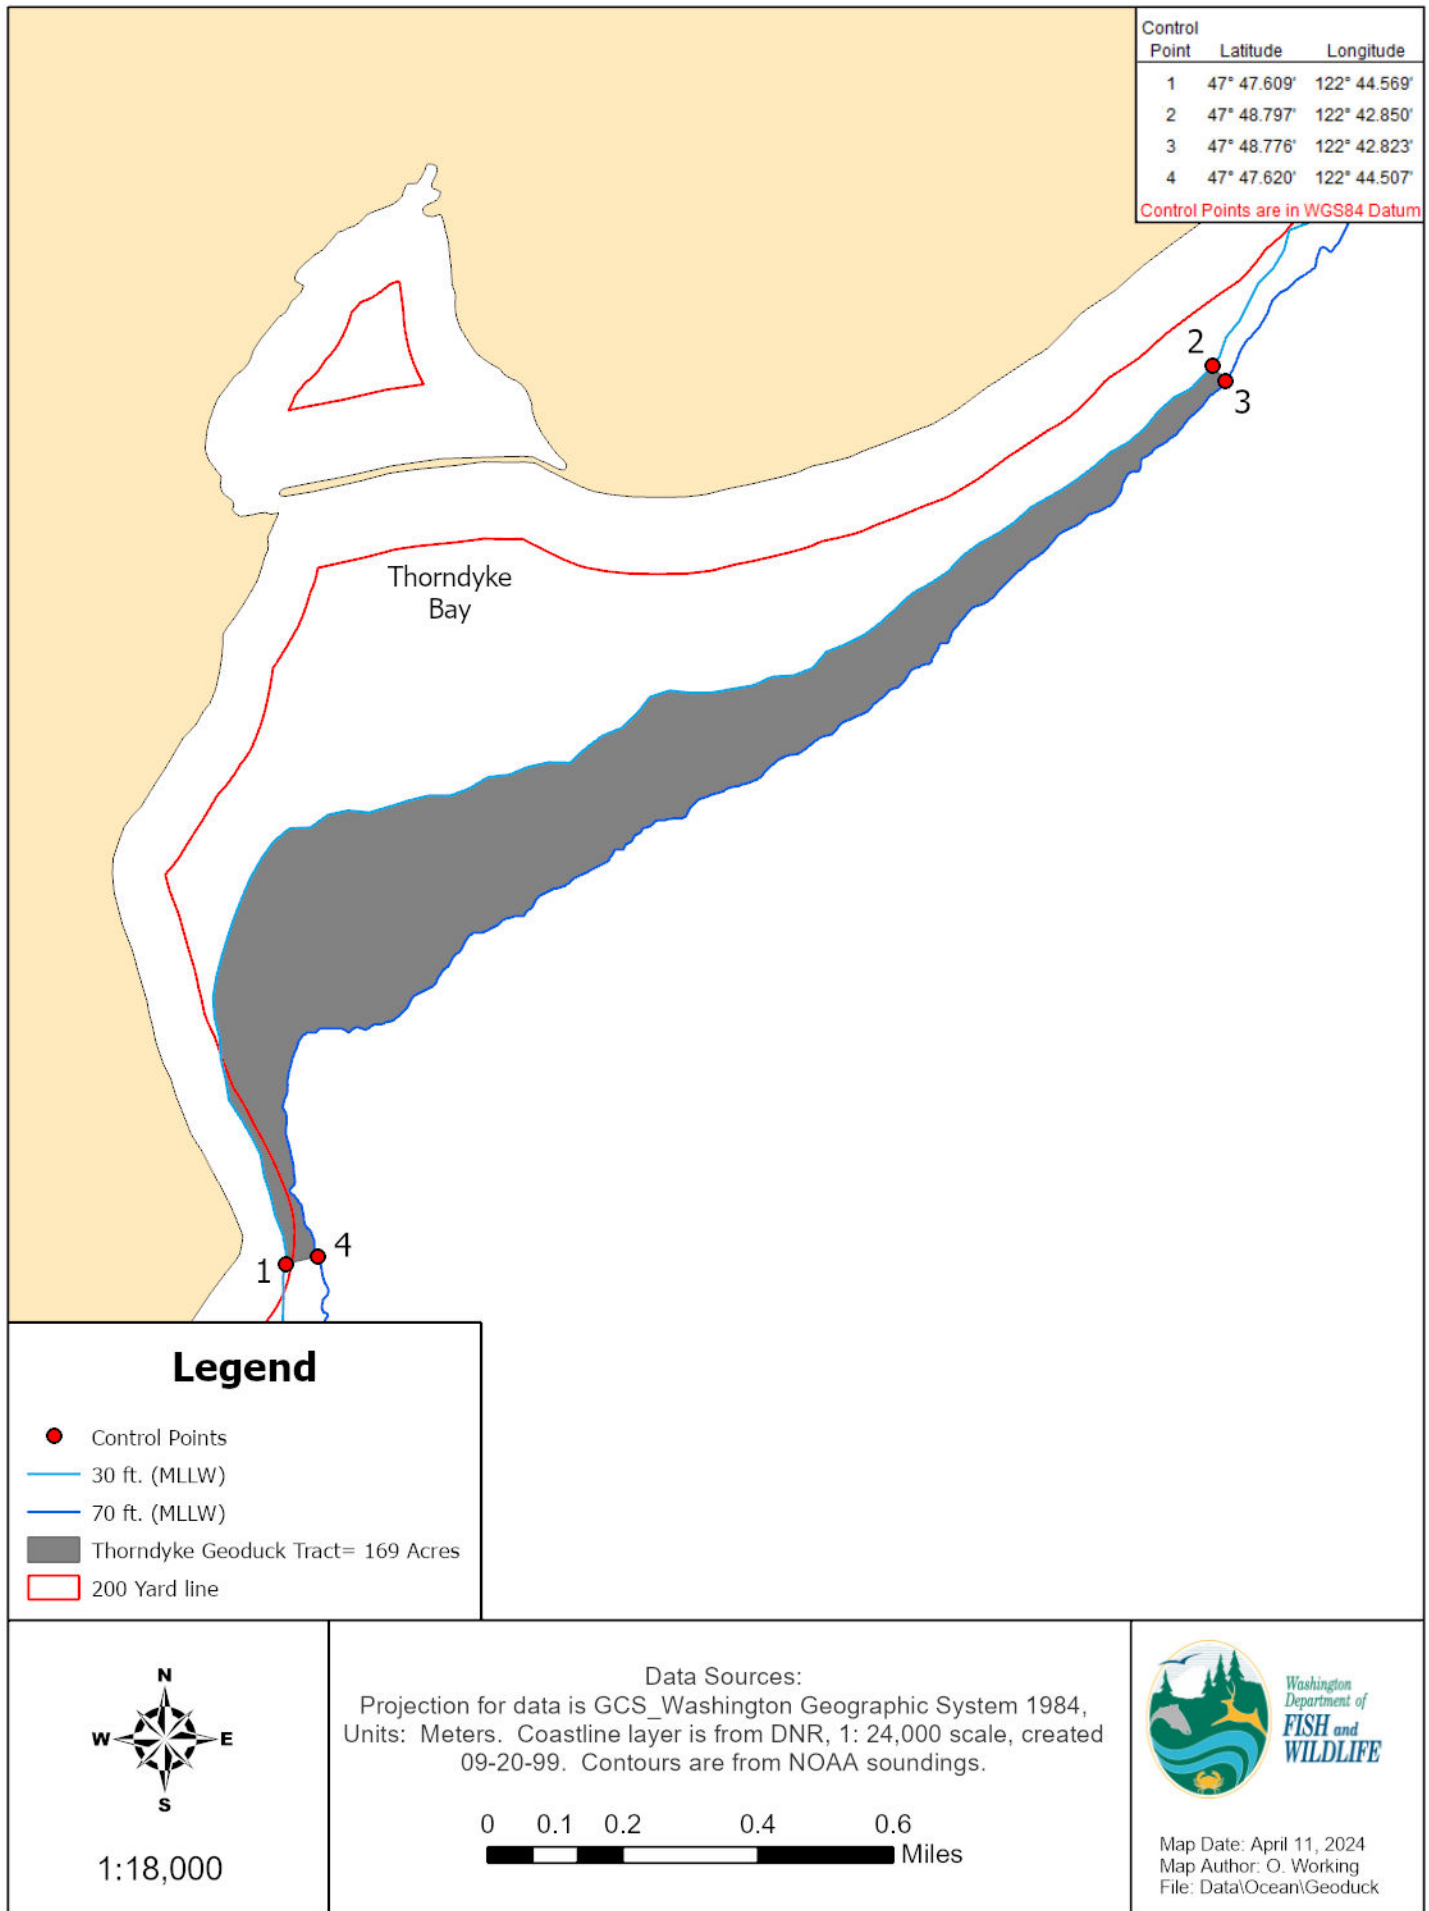 Control
Point Latitude Longitude
1 47° 47.609' 122° 44.569'
2 47° 48.797' 122° 42.850'
3 47° 48.776' 122° 42.823'
4 47° 47.620' 122° 44.507'
Control Points are in WGS84 Datum
2
3
Thorndyke
Bay
4
1
Legend
Control Points
30 ft. (MLLW)
70 ft. (MLLW)
Thorndyke Geoduck Tract= 169 Acres
200 Yard line
N
W E
S
1:18,000
Data Sources:
Projection for data is GCS_Washington Geographic System 1984,
Units: Meters. Coastline layer is from DNR, 1: 24,000 scale, created
09-20-99. Contours are from NOAA soundings.
0 0.1 0.2 0.4 0.6
Miles
Washington
Department of
FISH and
WILDLIFE
Map Date: April 11, 2024
Map Author: O. Working
File: Data\Ocean\Geoduck